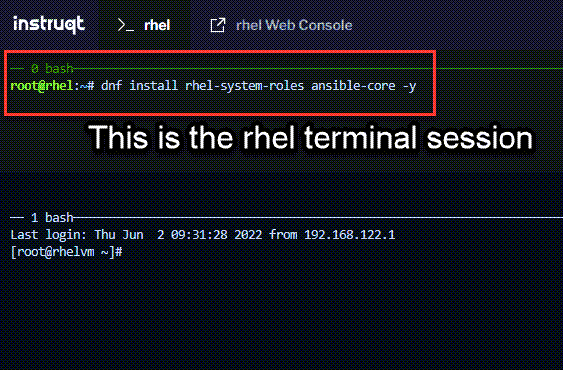 instruqt >_ rhel rhel Web Console
0 bash
root@rhel:~# dnf install rhel-system-roles ansible-core -y
This is the rhel terminal session
1 bash
Last login: Thu Jun  2 09:31:28 2022 from 192.168.122.1
[root@rhelvm ~]#